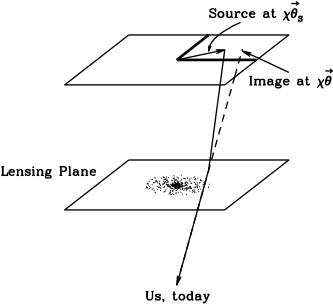 Source at χθ⃗ₛ
Image at χθ⃗
Lensing Plane
Us, today